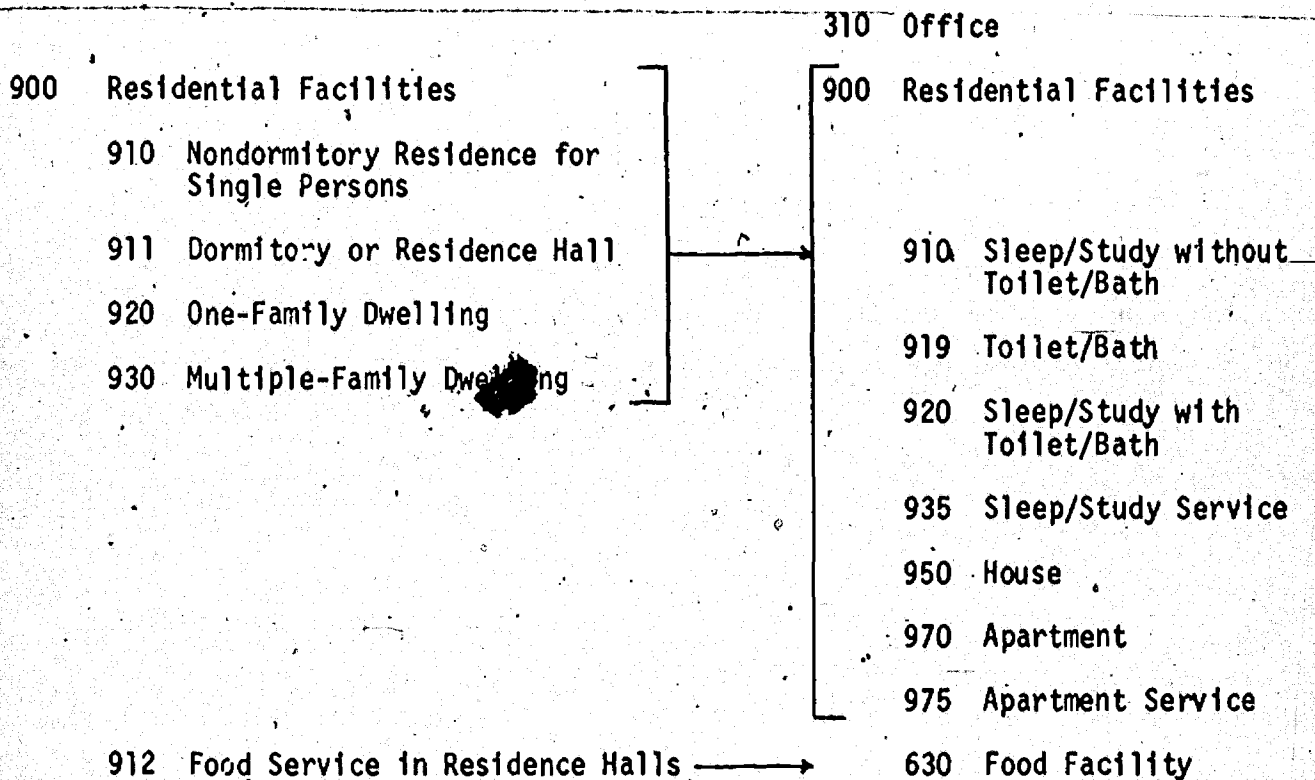 310 Office
900 Residential Facilities
910 Nondormitory Residence for
Single Persons
911 Dormitory or Residence Hall
920 One-Family Dwelling
930 Multiple-Family
912 Food Service in Residence Halls
900 Residential Facilities
910 Sleep/Study without
Toilet/Bath
919 Toilet/Bath
920 Sleep/Study with
Toilet/Bath
935 Sleep/Study Service
950 House
970 Apartment
975 Apartment Service
630 Food Facility